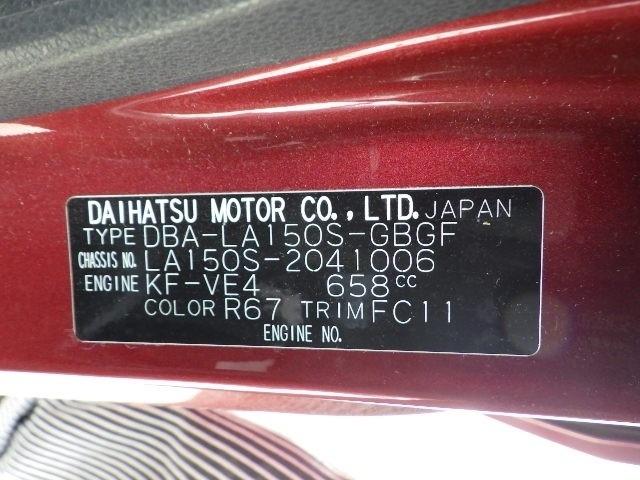 DAIHATSU MOTOR CO., LTD. JAPAN
TYPE DBA-LA150S-GBGF
CHASSIS NO. LA150S-2041006
ENGINE KF-VE4 658cc
COLOR R67 TRIM FC11
ENGINE NO.